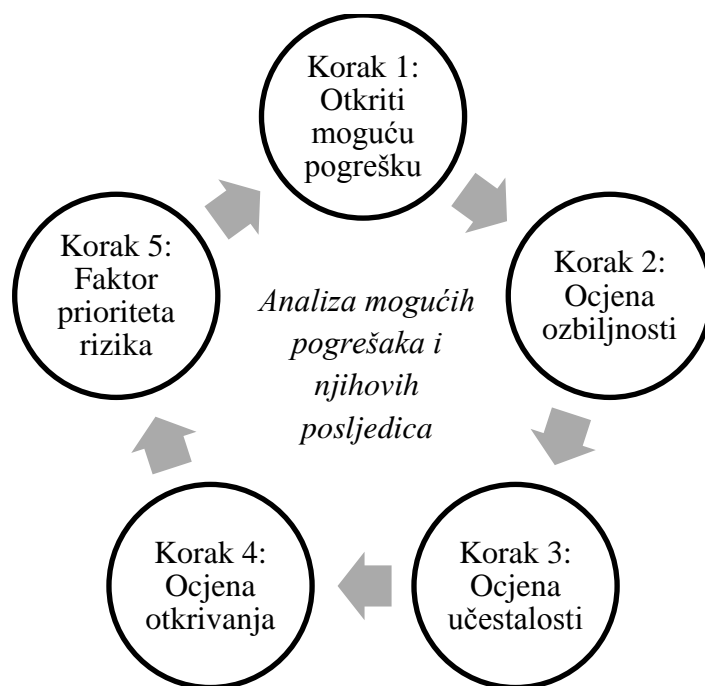 Korak 1:
Otkriti
moguću
pogrešku
Korak 2:
Ocjena
ozbiljnosti
Korak 3:
Ocjena
učestalosti
Korak 4:
Ocjena
otkrivanja
Korak 5:
Faktor
prioriteta
rizika
Analiza mogućih
pogrešaka i
njihovih
posljedica